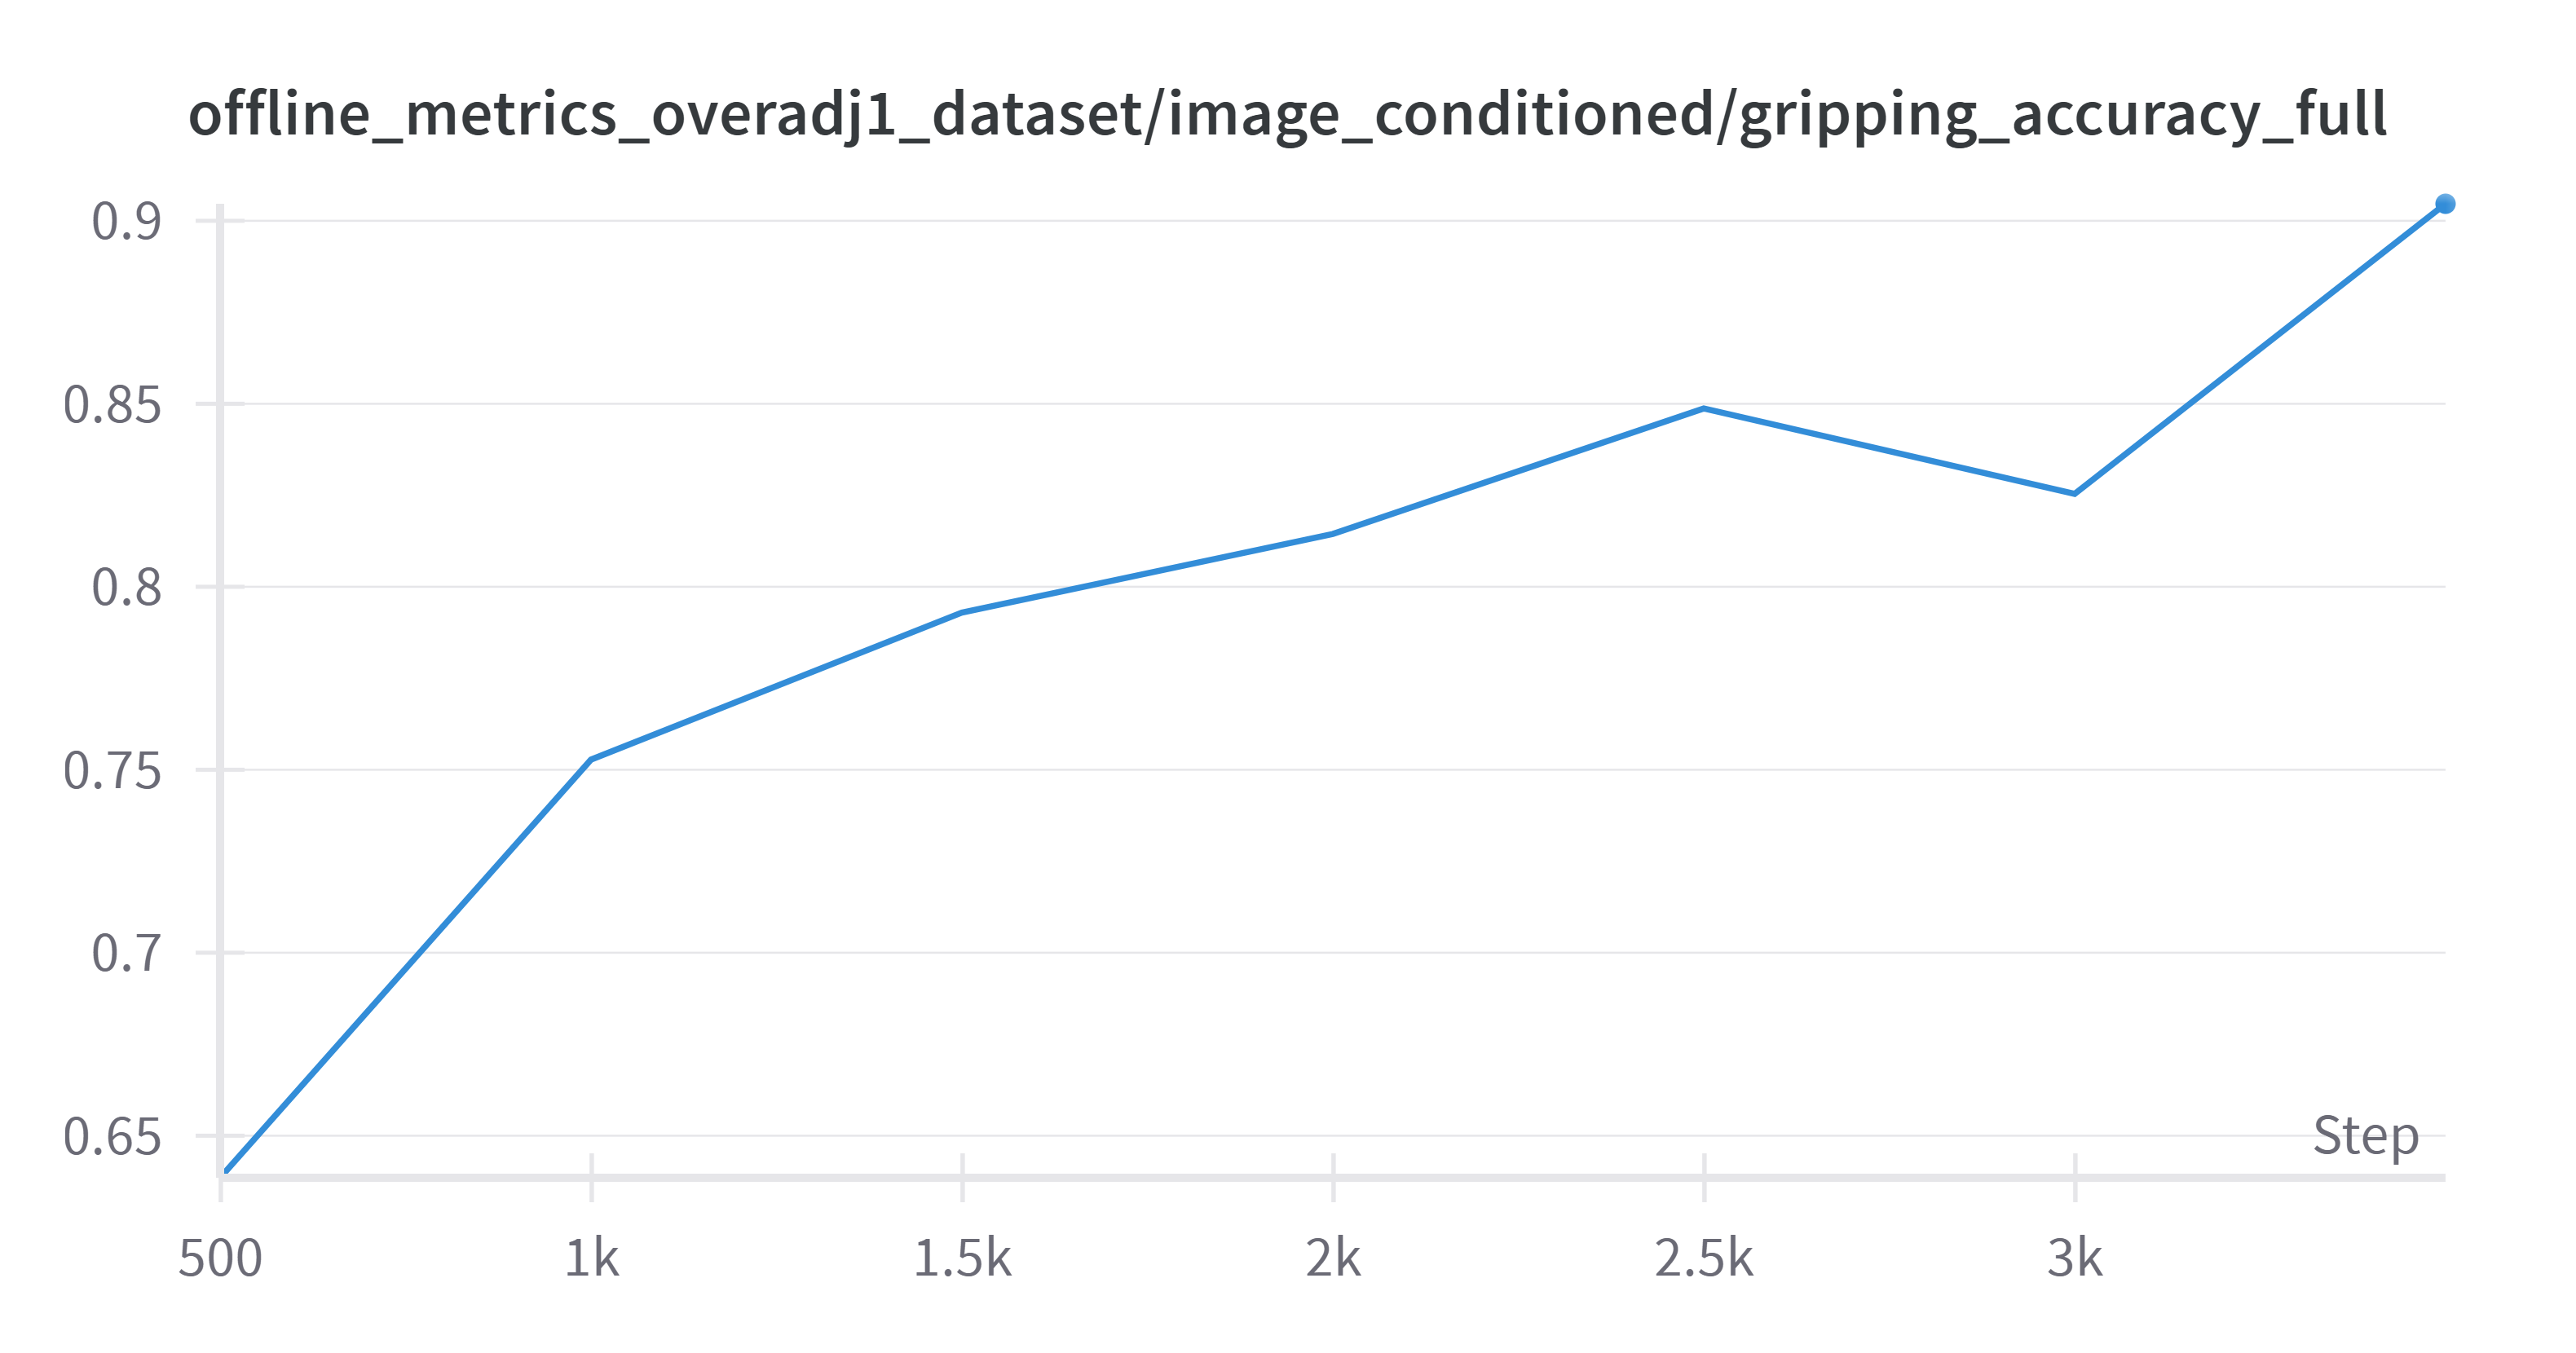 offline_metrics_overadj1_dataset/image_conditioned/gripping_accuracy_full
0.9
0.85
0.8
0.75
0.7
0.65
Step
500 1k 1.5k 2k 2.5k 3k